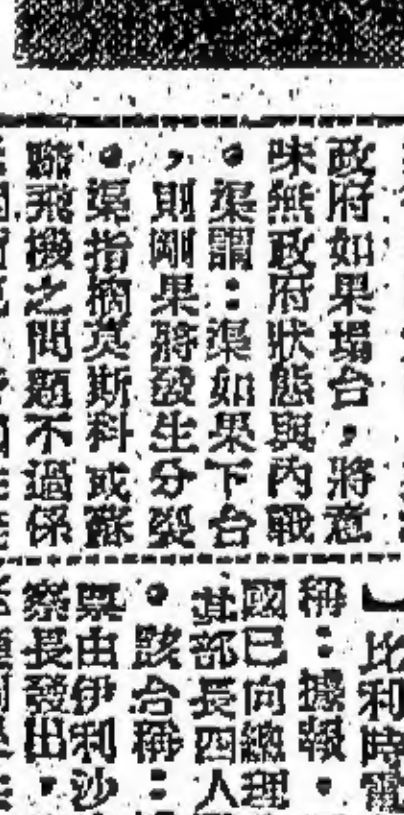 政府如果塌台，將意
味無政府狀態與內戰
。渠謂：渠如果下台
，則剛果將發生分裂
。渠指摘莫斯科或蘇
聯飛機之問題不過係
比利時
稱：據報，
國已向總理
部長四人
。該台稱：
票由伊利沙
察長發出，